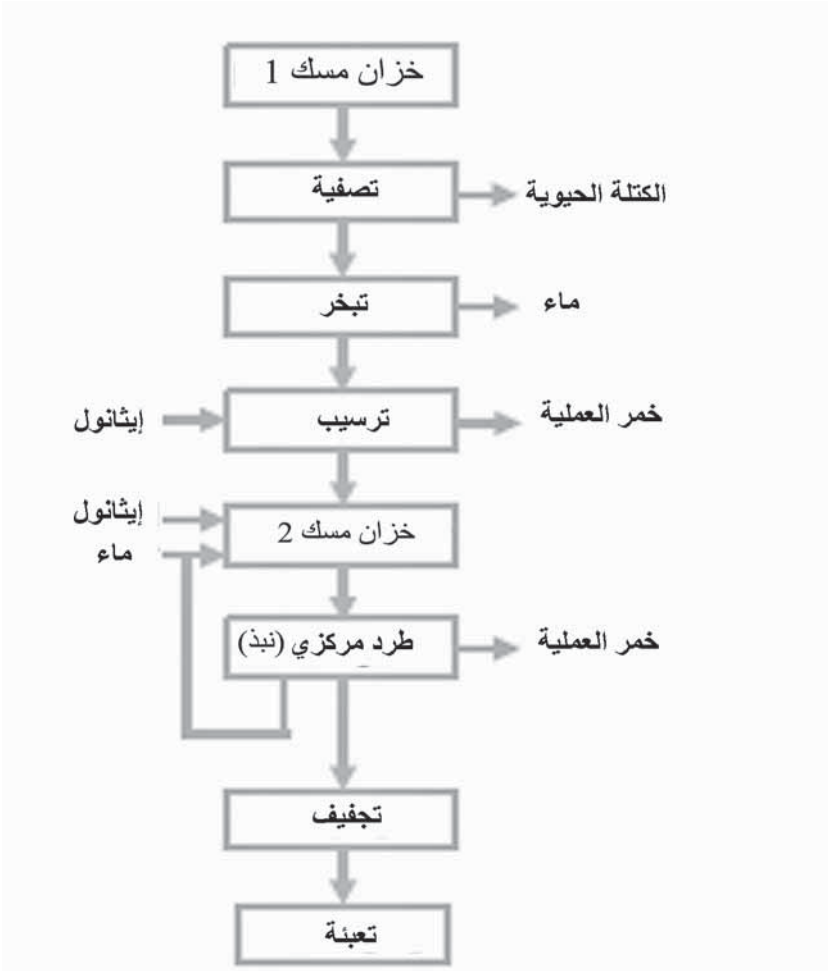 خزان مسك 1
تصفية
الكتلة الحيوية
تبخر
ماء
إيثانول
ترسيب
خمر العملية
إيثانول
ماء
خزان مسك 2
طرد مركزي (نبذ)
خمر العملية
تجفيف
تعبئة